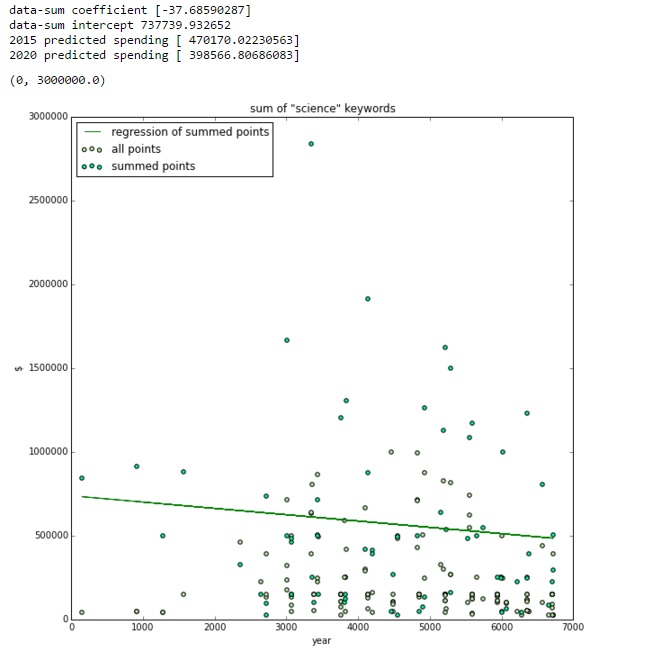 data-sum coefficient [-37.68590287]
data-sum intercept 737739.932652
2015 predicted spending [ 470170.02230563]
2020 predicted spending [ 398566.80686083]
(0, 3000000.0)
sum of "science" keywords
3000000
regression of summed points
all points
summed points
2500000
2000000
$
1500000
1000000
500000
0
0 1000 2000 3000 4000 5000 6000 7000
year